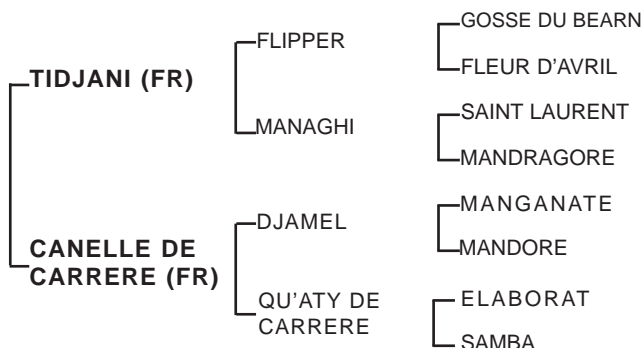 GOSSE DU BEARN
FLIPPER
FLEUR D'AVRIL
TIDJANI (FR)
SAINT LAURENT
MANAGHI
MANDRAGORE
MANGANATE
DJAMEL
MANDORE
CANELLE DE
CARRERE (FR)
ELABORAT
QU'ATY DE
CARRERE
SAMBA